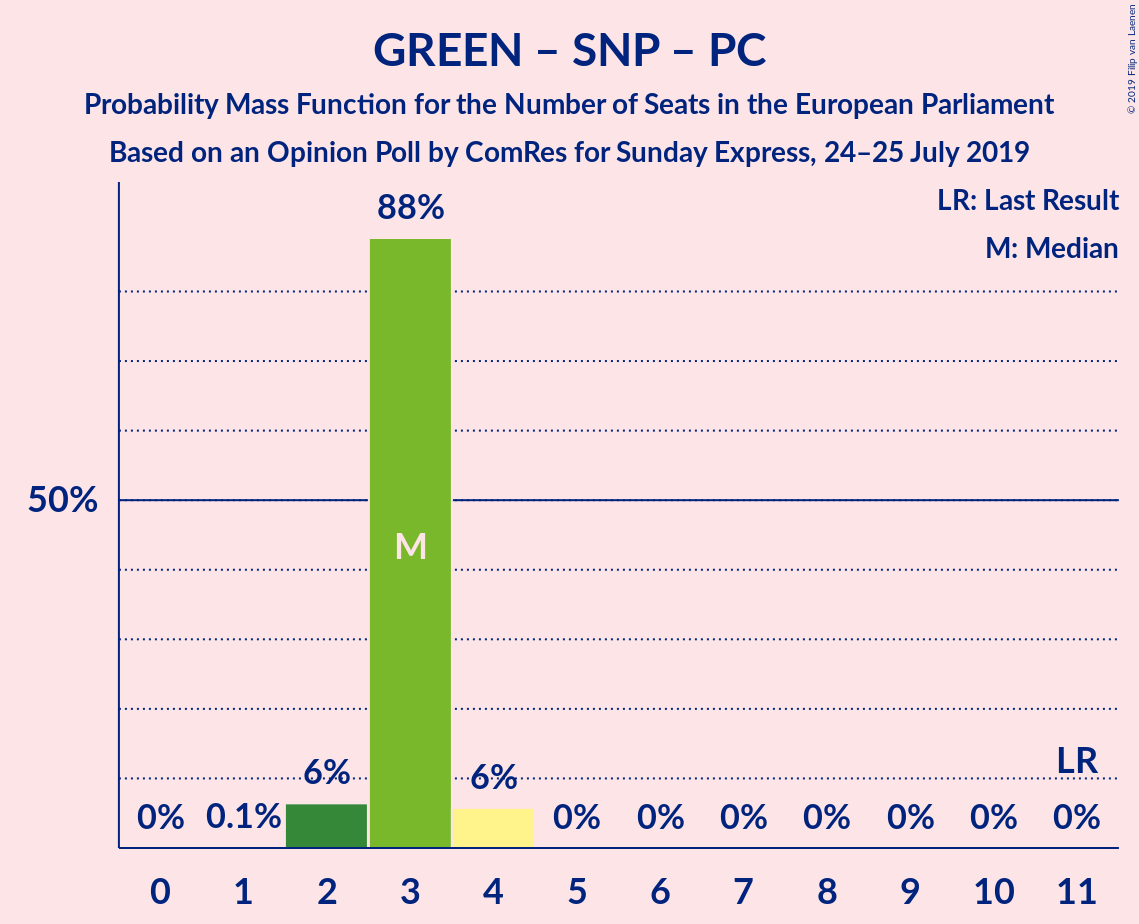 GREEN – SNP – PC
Probability Mass Function for the Number of Seats in the European Parliament
Based on an Opinion Poll by ComRes for Sunday Express, 24–25 July 2019
© 2019 Filip van Laenen
LR: Last Result
M: Median
88%
50%
M
6%
6%
LR
0%
0.1%
0%
0%
0%
0%
0%
0%
0%
0 1 2 3 4 5 6 7 8 9 10 11